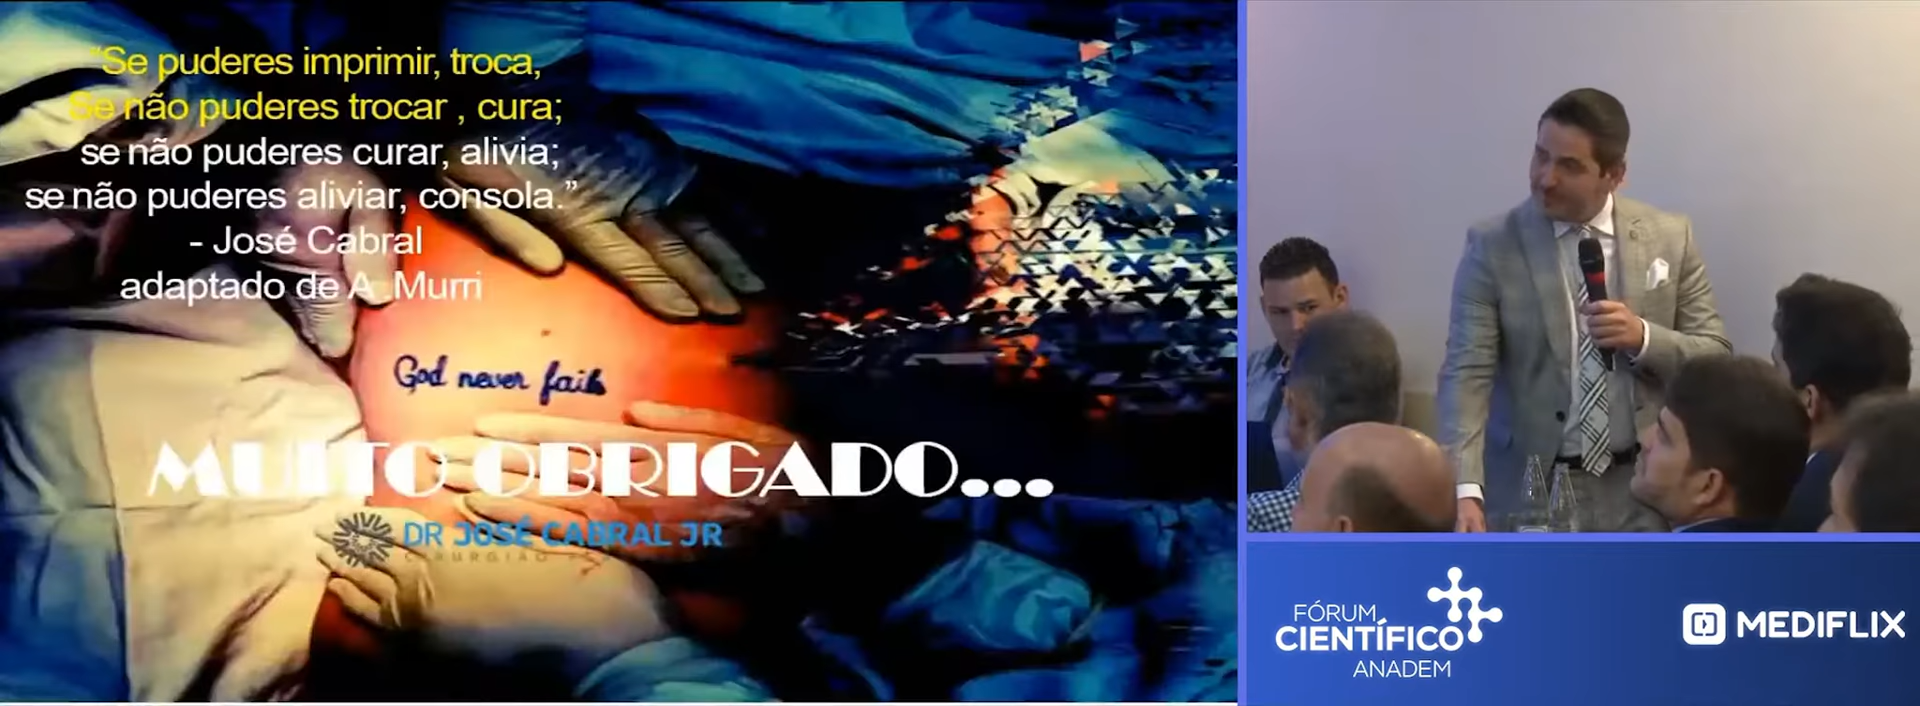 "Se puderes imprimir, troca,
Se não puderes trocar , cura;
se não puderes curar, alivia;
se não puderes aliviar, consola."
- José Cabral
adaptado de A. Murri
God never fails
MUITO OBRIGADO...
DR JOSÉ CABRAL JR
FÓRUM
CIENTÍFICO
ANADEM
MEDIFLIX